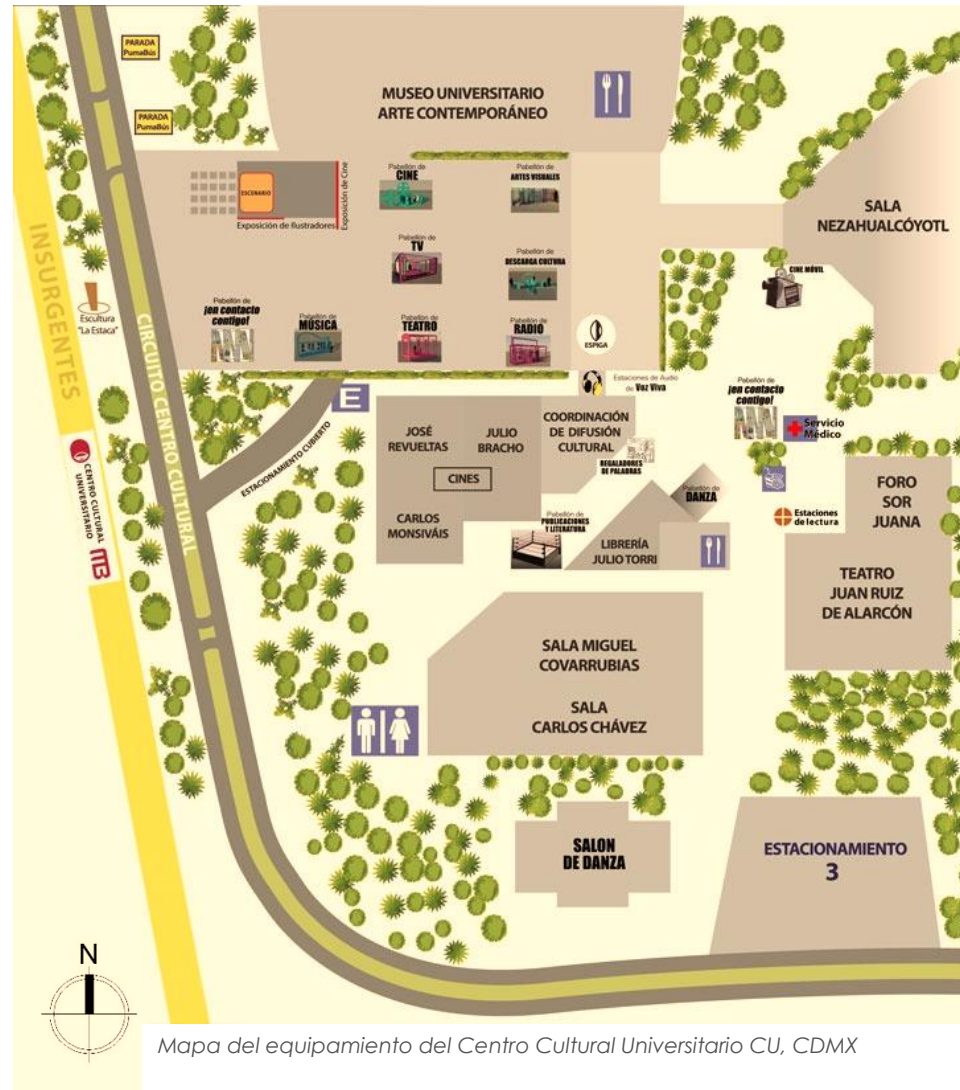 PARADA
PumaBús
PARADA
PumaBús
MUSEO UNIVERSITARIO
ARTE CONTEMPORÁNEO
ESCENARIO
Exposición de Cine
Exposición de Ilustradores
Pabellón de
CINE
Pabellón de
ARTES VISUALES
Pabellón de
TV
Pabellón de
DESCARGA CULTURA
Pabellón de
¡en contacto
contigo!
Pabellón de
MÚSICA
Pabellón de
TEATRO
Pabellón de
RADIO
ESPIGA
SALA
NEZAHUALCÓYOTL
CINE MÓVIL
INSURGENTES
Escultura
"La Estaca"
CIRCUITO CENTRO CULTURAL
CENTRO CULTURAL
UNIVERSITARIO
MB
E
ESTACIONAMIENTO CUBIERTO
Estaciones de Audio
de Voz Viva
JOSÉ
REVUELTAS
JULIO
BRACHO
CINES
CARLOS
MONSIVÁIS
COORDINACIÓN
DE DIFUSIÓN
CULTURAL
REGALADORES
DE PALABRAS
Pabellón de
¡en contacto
contigo!
Servicio
Médico
Pabellón de
DANZA
Pabellón de
PUBLICACIONES
Y LITERATURA
LIBRERÍA
JULIO TORRI
Estaciones
de lectura
FORO
SOR
JUANA
TEATRO
JUAN RUIZ
DE ALARCÓN
SALA MIGUEL
COVARRUBIAS
SALA
CARLOS CHÁVEZ
SALON
DE DANZA
ESTACIONAMIENTO
3
N
Mapa del equipamiento del Centro Cultural Universitario CU, CDMX